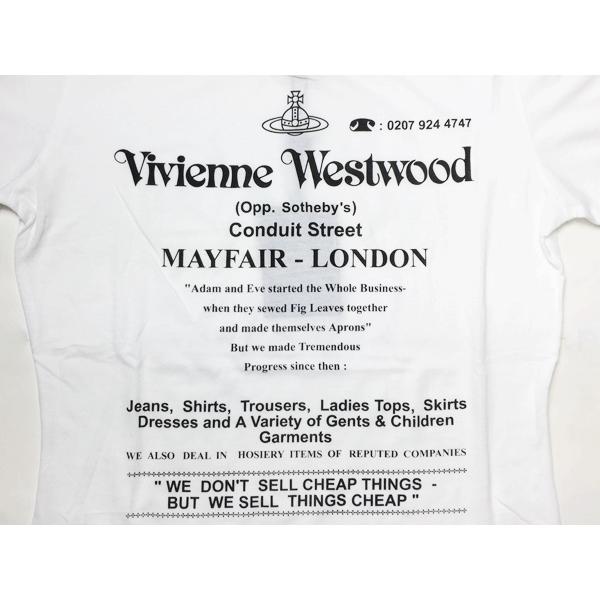 : 0207 924 4747
Vivienne Westwood
(Opp. Sotheby's)
Conduit Street
MAYFAIR - LONDON
"Adam and Eve started the Whole Business-
when they sewed Fig Leaves together
and made themselves Aprons"
But we made Tremendous
Progress since then :
Jeans, Shirts, Trousers, Ladies Tops, Skirts
Dresses and A Variety of Gents & Children
Garments
WE ALSO DEAL IN HOSIERY ITEMS OF REPUTED COMPANIES
" WE DON'T SELL CHEAP THINGS -
BUT WE SELL THINGS CHEAP "